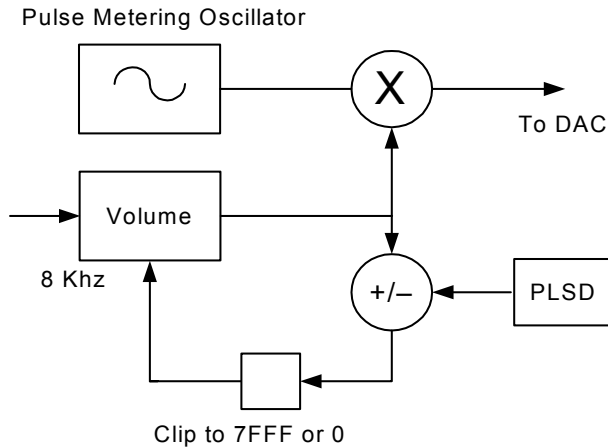 Pulse Metering Oscillator
X
To DAC
Volume
8 Khz
+/–
PLSD
Clip to 7FFF or 0